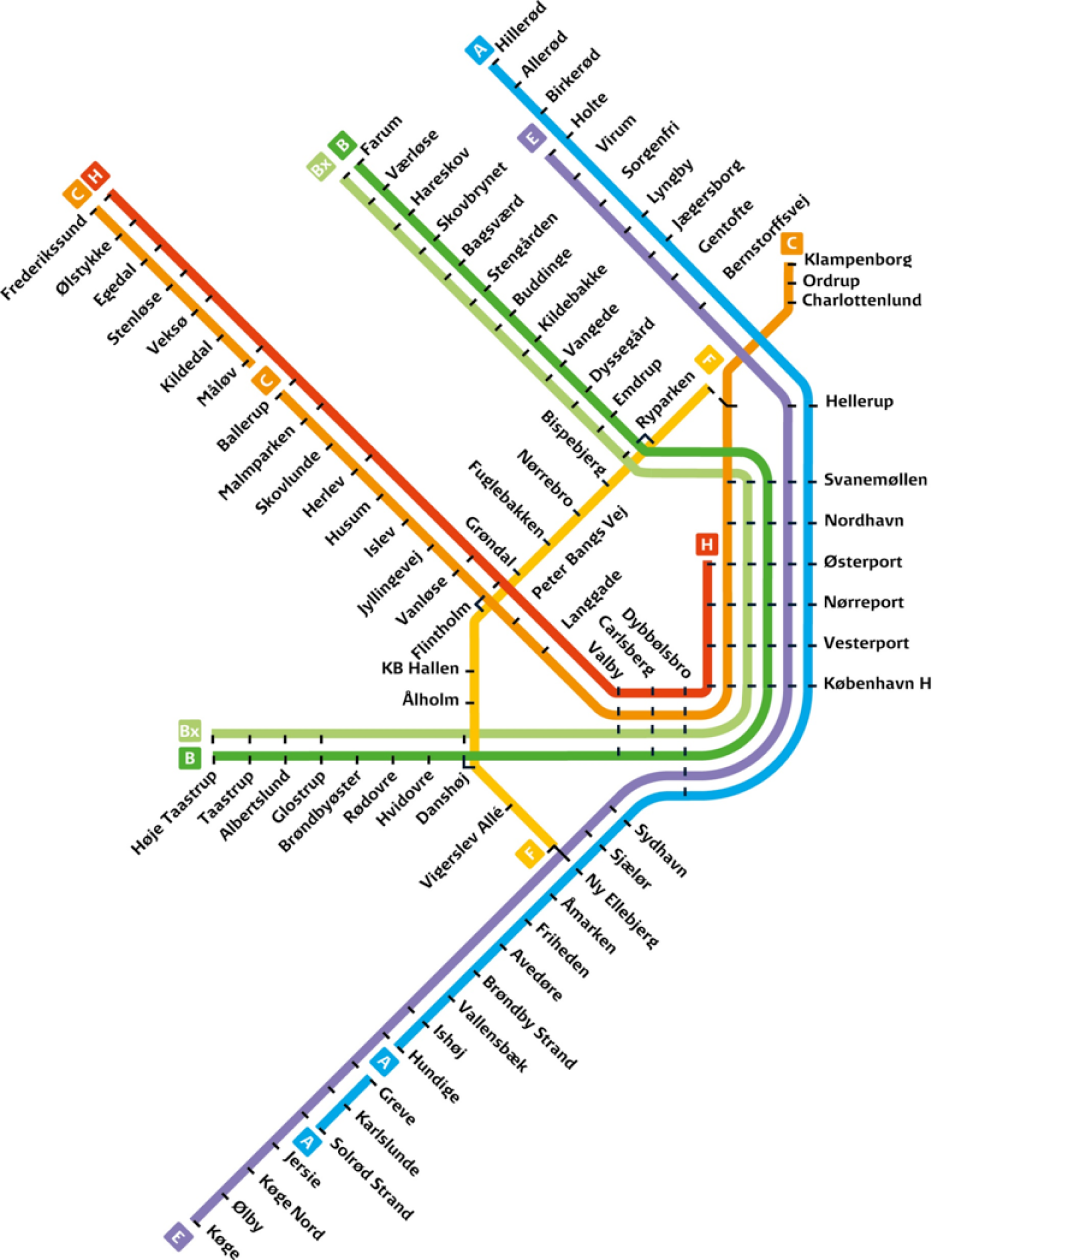 A
Hillerød
Allerød
Birkerød
Holte
Virum
Sorgenfri
Lyngby
Jægersborg
Gentofte
Bernstorffsvej
E
Bx
B
Farum
Værløse
Hareskov
Skovbrynet
Bagsværd
Stengården
Buddinge
Kildebakke
Vangede
Dyssegård
Emdrup
Ryparken
F
C
Klampenborg
Ordrup
Charlottenlund
Hellerup
Svanemøllen
Nordhavn
Østerport
Nørreport
Vesterport
København H
C
H
Frederikssund
Ølstykke
Egedal
Stenløse
Veksø
Kildedal
Måløv
C
Ballerup
Malmparken
Skovlunde
Herlev
Husum
Islev
Jyllingevej
Vanløse
Flintholm
Bispebjerg
Nørrebro
Fuglebakken
Grøndal
Peter Bangs Vej
Langgade
Valby
Carlsberg
Dybbølsbro
H
KB Hallen
Ålholm
Bx
B
Høje Taastrup
Taastrup
Albertslund
Glostrup
Brøndbyøster
Rødovre
Hvidovre
Danshøj
Vigerslev Allé
F
Sydhavn
Sjælør
Ny Ellebjerg
Åmarken
Friheden
Avedøre
Brøndby Strand
Vallensbæk
Ishøj
Hundige
A
Greve
Karlslunde
Solrød Strand
A
Jersie
Køge Nord
Ølby
Køge
E